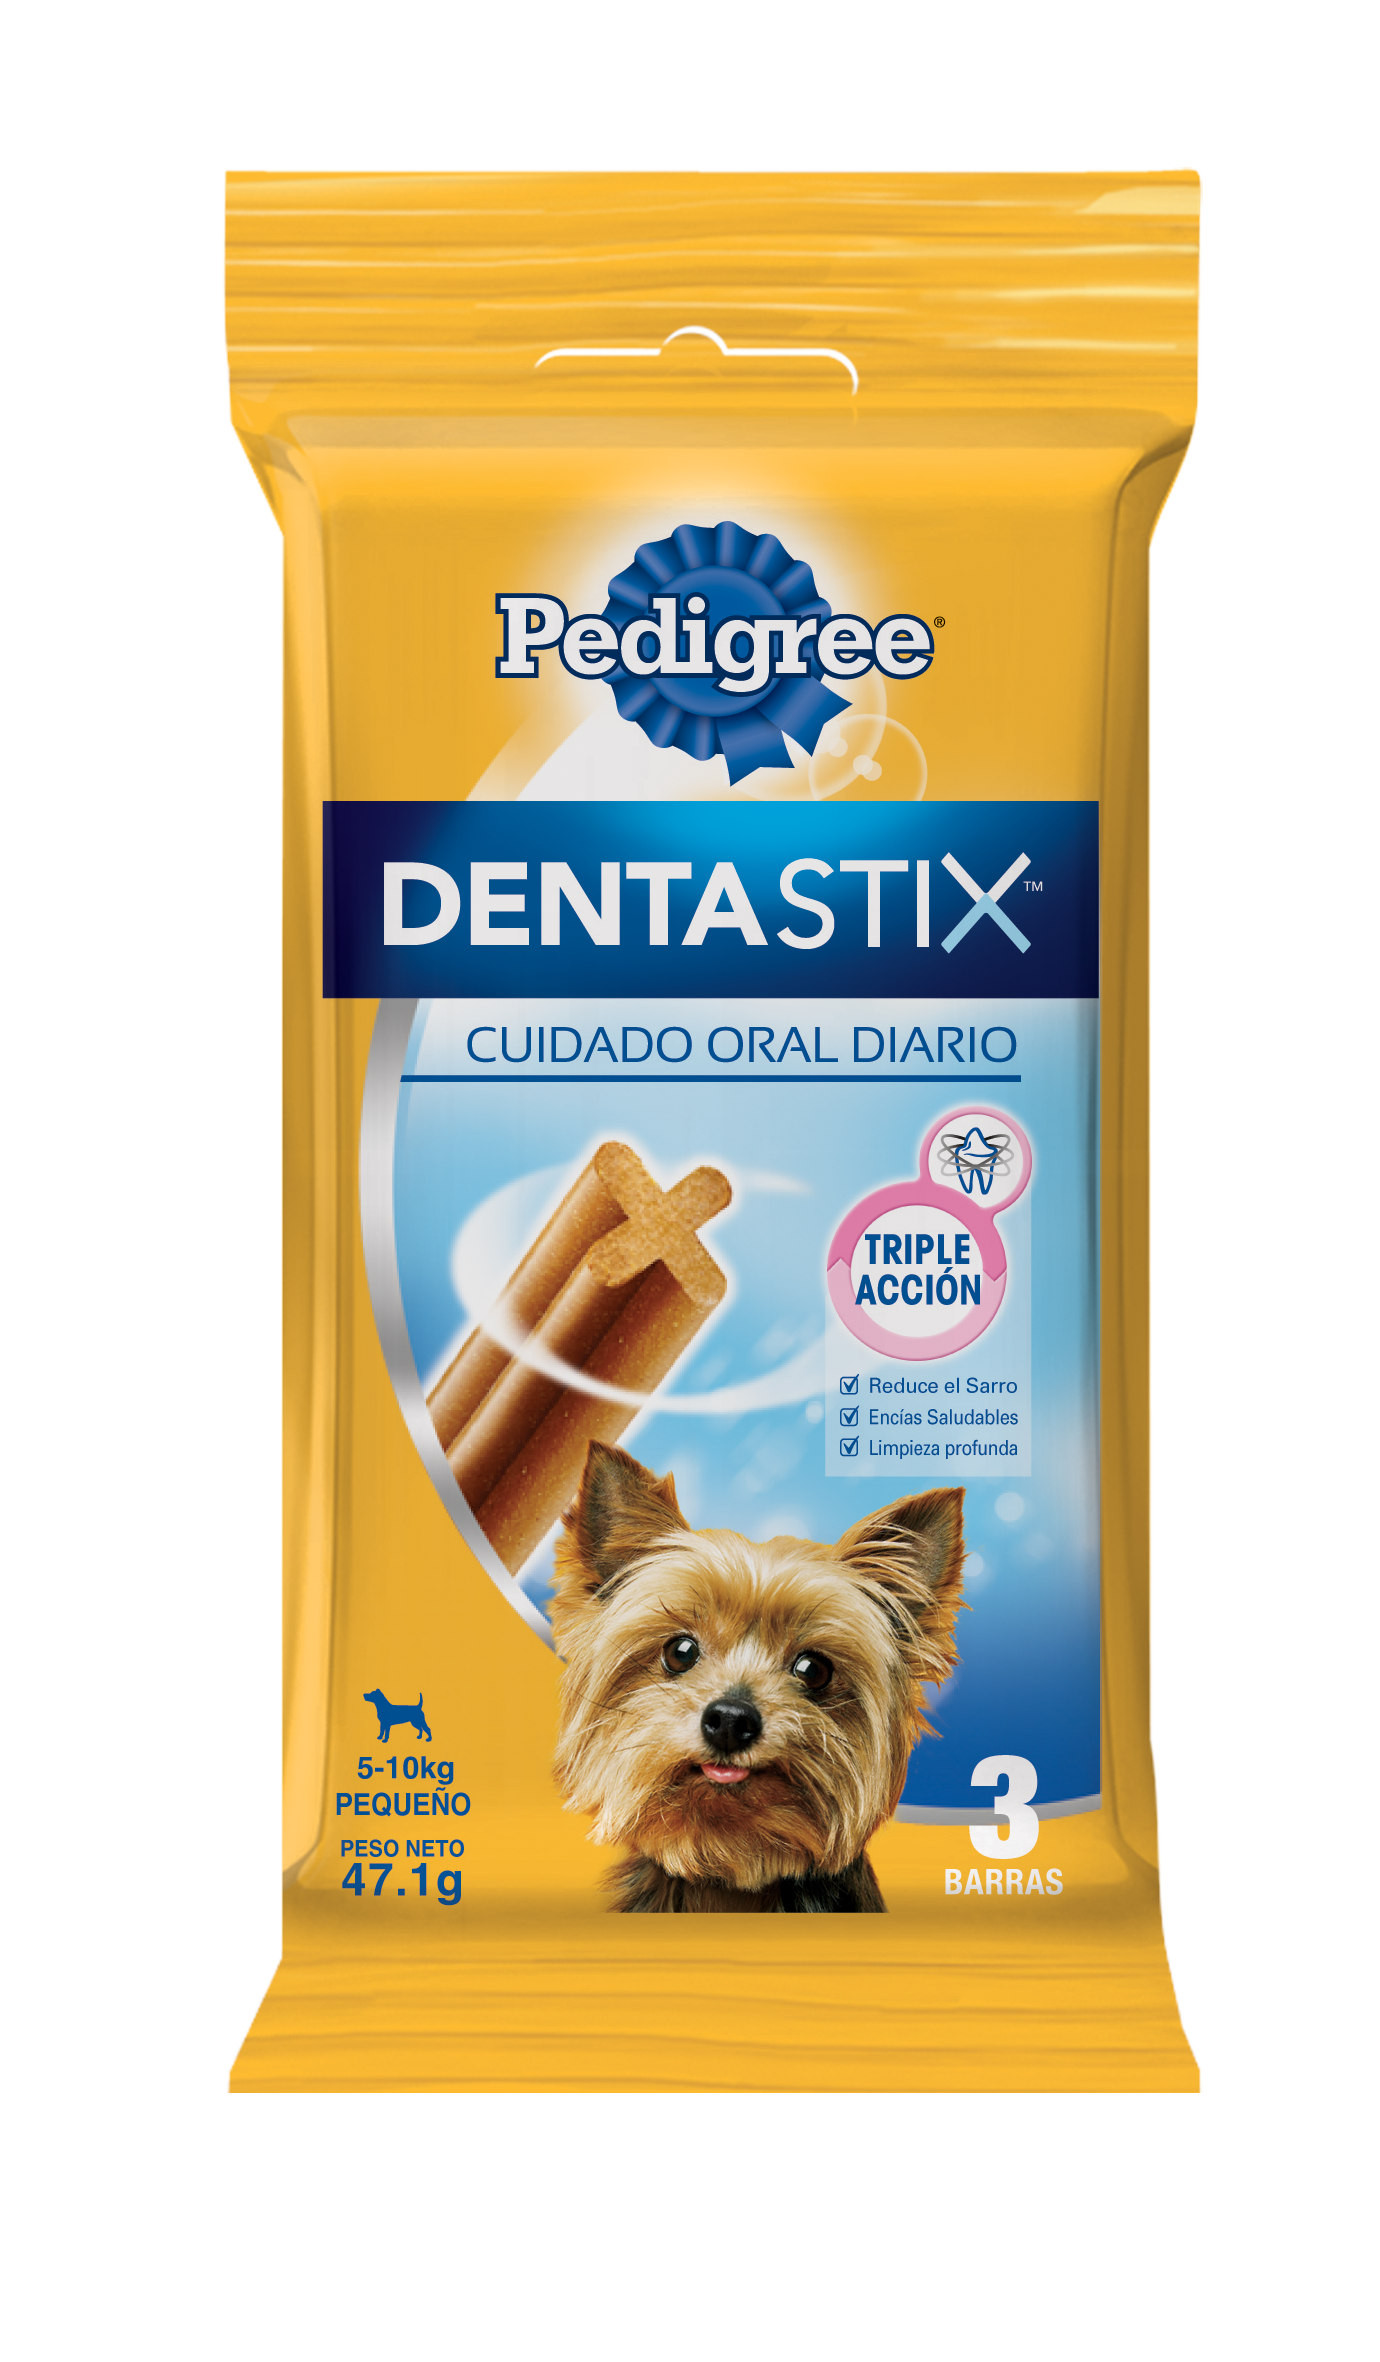 Pedigree®
DENTASTIX™
CUIDADO ORAL DIARIO
TRIPLE
ACCIÓN
Reduce el Sarro
Encías Saludables
Limpieza profunda
5-10kg
PEQUEÑO
PESO NETO
47.1g
3
BARRAS